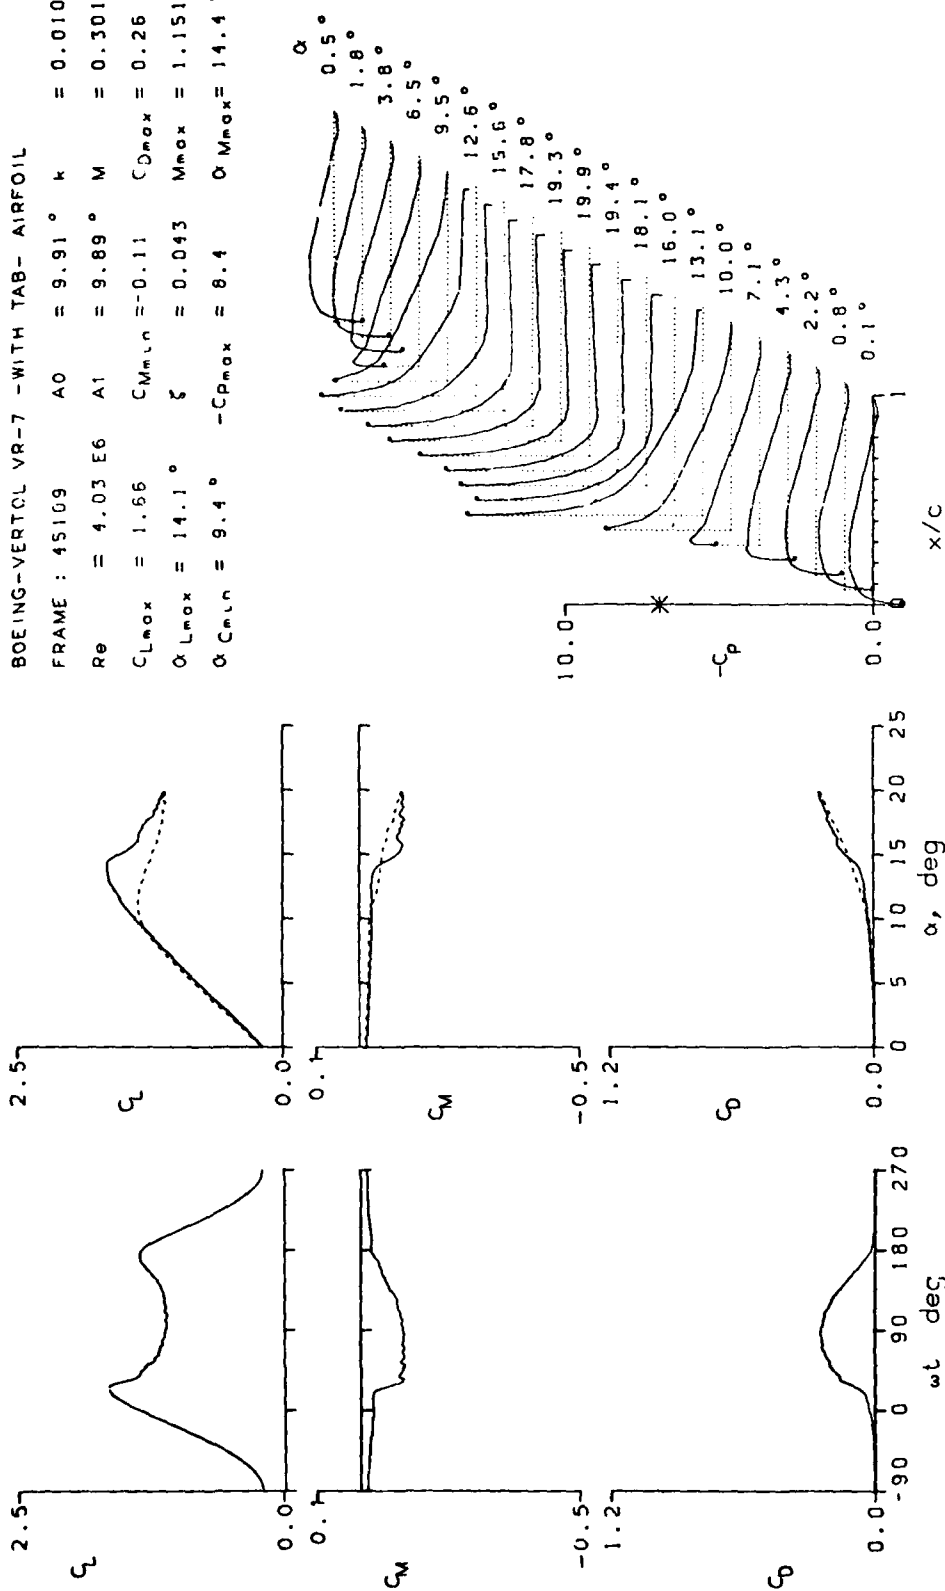 BOEING-VERTOL VR-7 -WITH TAB- AIRFOIL
FRAME : 45109 A0 = 9.91° k = 0.010
Re = 4.03 E6 A1 = 9.89° M = 0.301
CLmax = 1.66 CMmin =-0.11 CDmax = 0.26
αLmax = 14.1° ζ = 0.043 Mmax = 1.151
αCmin = 9.4° -CPmax = 8.4 αMmax= 14.4
2.5
CL
0.0
0.1
CM
-0.5
1.2
CD
0.0
-90 0 90 180 270
ωt deg
2.5
CL
0.0
0.1
CM
-0.5
1.2
CD
0.0
0 5 10 15 20 25
α, deg
α
0.5°
1.8°
3.8°
6.5°
9.5°
12.6°
15.6°
17.8°
19.3°
19.9°
19.4°
18.1°
16.0°
13.1°
10.0°
7.1°
4.3°
2.2°
0.8°
0.1°
10.0
-Cp
0.0
0 1
x/c